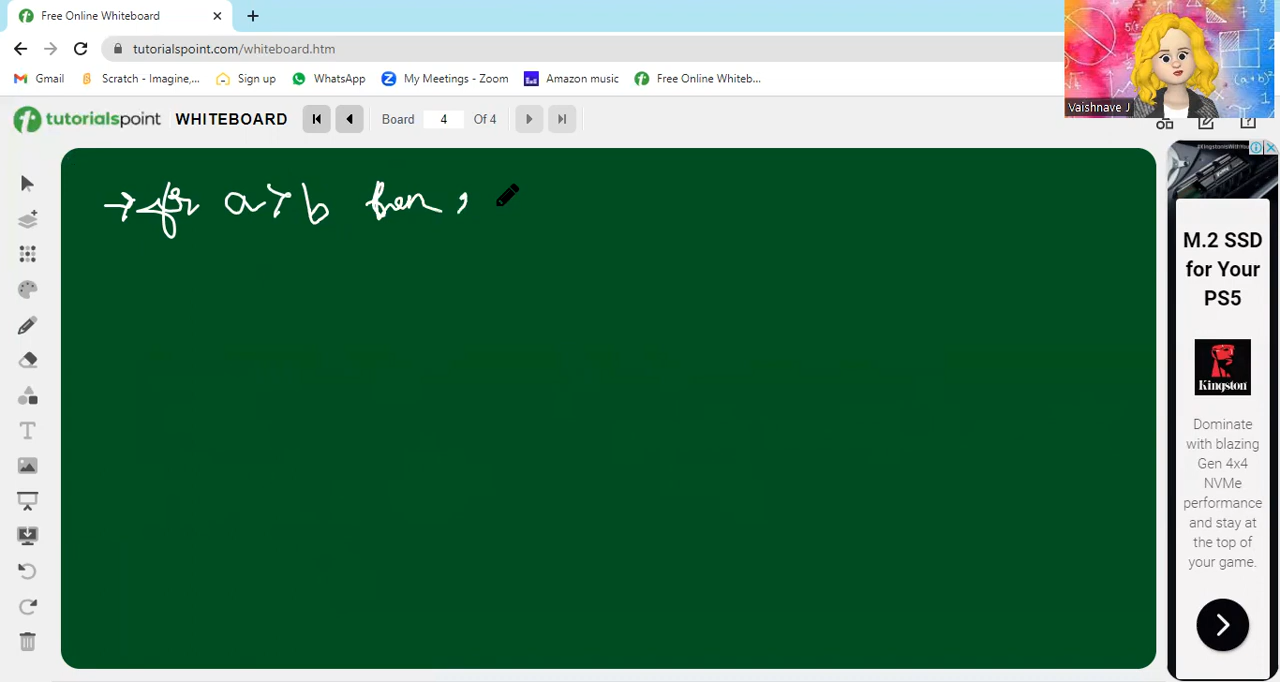 Free Online Whiteboard
tutorialspoint.com/whiteboard.htm
Gmail
Scratch - Imagine,...
Sign up
WhatsApp
My Meetings - Zoom
Amazon music
Free Online Whiteb...
Vaishnave J
tutorialspoint WHITEBOARD Board 4 Of 4
→ for a > b then ,
M.2 SSD
for Your
PS5
Kingston
Dominate
with blazing
Gen 4x4
NVMe
performance
and stay at
the top of
your game.